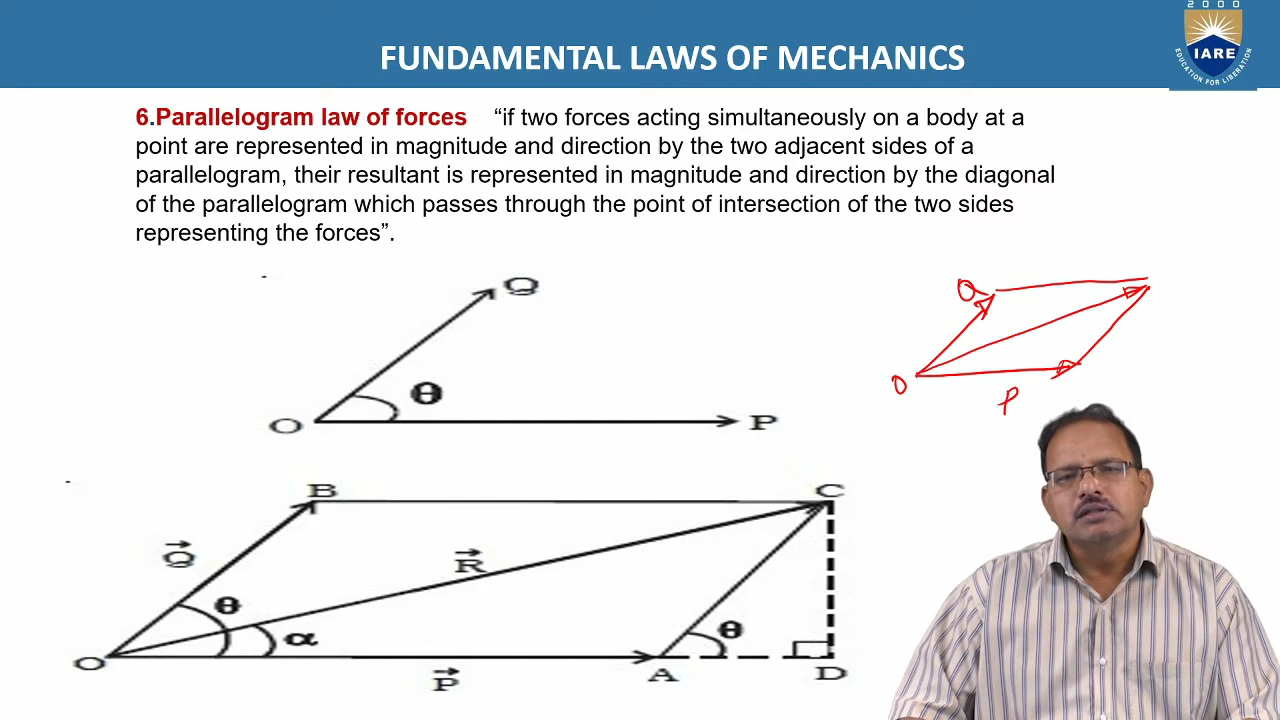 2000
IARE
EDUCATION FOR LIBERATION
FUNDAMENTAL LAWS OF MECHANICS
6.Parallelogram law of forces “if two forces acting simultaneously on a body at a
point are represented in magnitude and direction by the two adjacent sides of a
parallelogram, their resultant is represented in magnitude and direction by the diagonal
of the parallelogram which passes through the point of intersection of the two sides
representing the forces”.
Q
θ
O
P
Q
O
P
B
C
Q⃗
R⃗
θ
α
θ
O
P⃗
A
D